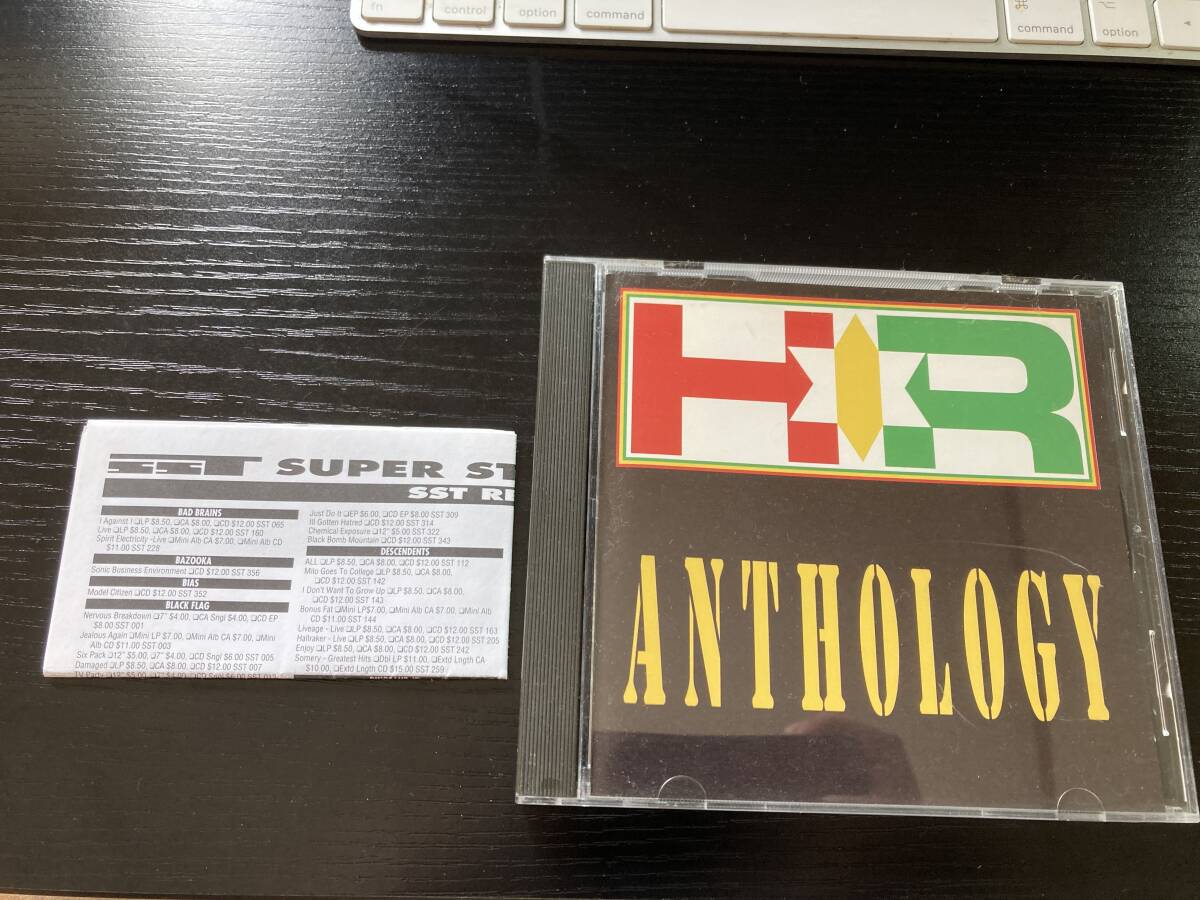 fn
control
option
command
⌘
command
⌥
option
SST SUPER ST
SST RE
BAD BRAINS
I Against I ❑LP $8.50, ❑CA $8.00, ❑CD $12.00 SST 065
Live ❑LP $8.50, ❑CA $8.00, ❑CD $12.00 SST 160
Spirit Electricity -Live ❑Mini Alb CA $7.00, ❑Mini Alb CD
$11.00 SST 228
BAZOOKA
Sonic Business Environment ❑CD $12.00 SST 356
BIAS
Model Citizen ❑CD $12.00 SST 352
BLACK FLAG
Nervous Breakdown ❑7" $4.00, ❑CA Sngl $4.00, ❑CD EP
$8.00 SST 001
Jealous Again ❑Mini LP $7.00, ❑Mini Alb CA $7.00, ❑Mini
Alb CD $11.00 SST 003
Six Pack ❑12" $5.00, ❑7" $4.00, ❑CD Sngl $6.00 SST 005
Damaged ❑LP $8.50, ❑CA $8.00, ❑CD $12.00 SST 007
TV Party ❑12" $5.00, ❑7" $4.00, ❑CD Sngl $6.00 SST 012
Just Do It ❑EP $6.00, ❑CD EP $8.00 SST 309
Ill Gotten Hatred ❑CD $12.00 SST 314
Chemical Exposure ❑12" $5.00 SST 322
Black Bomb Mountain ❑CD $12.00 SST 343
DESCENDENTS
ALL ❑LP $8.50, ❑CA $8.00, ❑CD $12.00 SST 112
Milo Goes To College ❑LP $8.50, ❑CA $8.00,
❑CD $12.00 SST 142
I Don't Want To Grow Up ❑LP $8.50, ❑CA $8.00,
❑CD $12.00 SST 143
Bonus Fat ❑Mini LP$7.00, ❑Mini Alb CA $7.00, ❑Mini Alb
CD $11.00 SST 144
Liveage - Live ❑LP $8.50, ❑CA $8.00, ❑CD $12.00 SST 163
Hallraker - Live ❑LP $8.50, ❑CA $8.00, ❑CD $12.00 SST 205
Enjoy ❑LP $8.50, ❑CA $8.00, ❑CD $12.00 SST 242
Somery - Greatest Hits ❑Dbl LP $11.00, ❑Extd Lngth CA
$10.00, ❑Extd Lngth CD $15.00 SST 259
HR
ANTHOLOGY